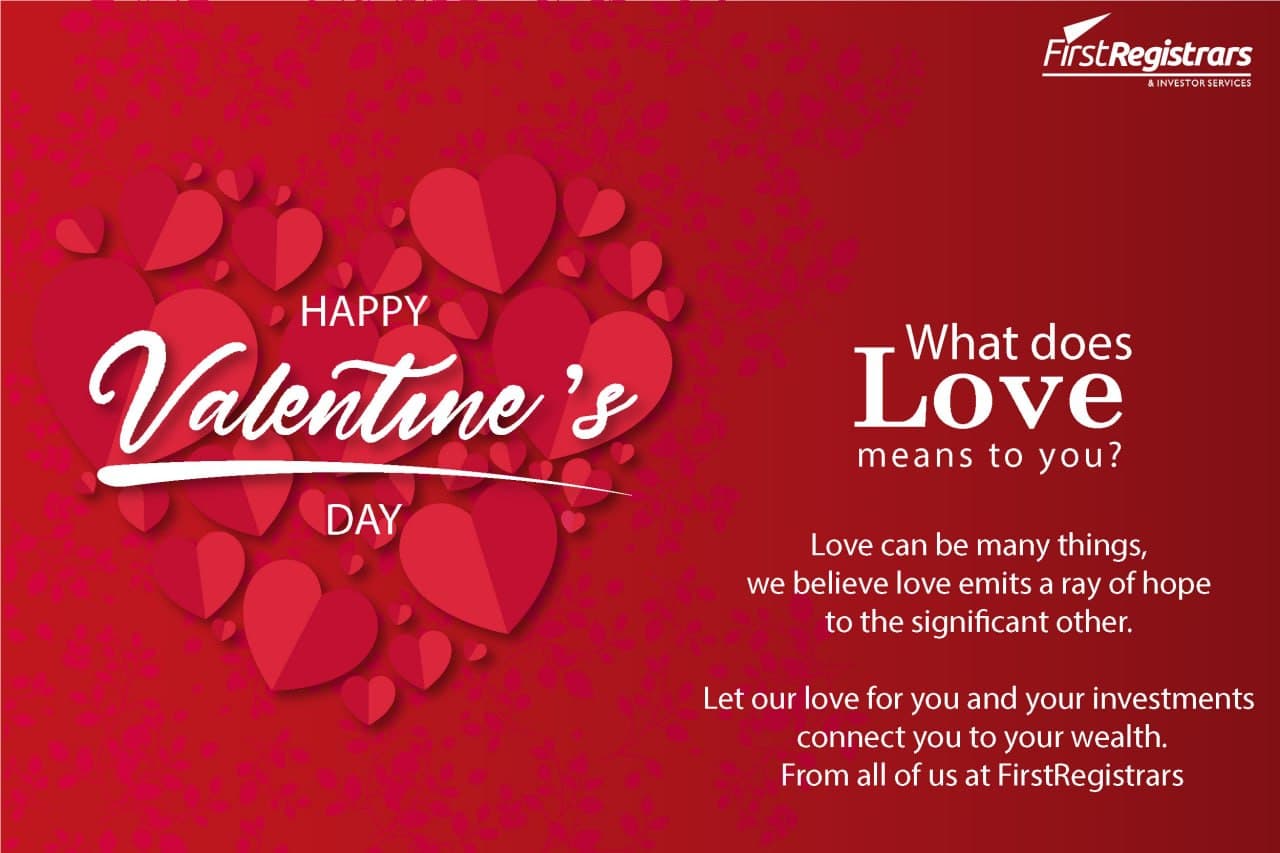 FirstRegistrars
& INVESTOR SERVICES
HAPPY
Valentine's
DAY
What does
Love
means to you?
Love can be many things,
we believe love emits a ray of hope
to the significant other.
Let our love for you and your investments
connect you to your wealth.
From all of us at FirstRegistrars